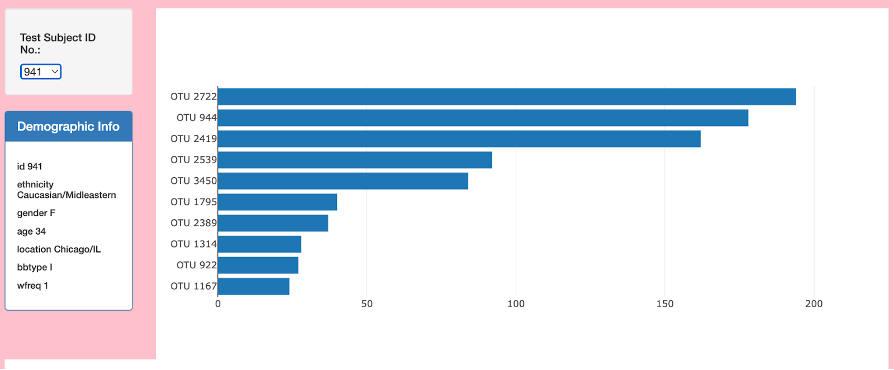 Test Subject ID
No.:
941
Demographic Info
id 941
ethnicity
Caucasian/Midleastern
gender F
age 34
location Chicago/IL
bbtype I
wfreq 1
OTU 2722
OTU 944
OTU 2419
OTU 2539
OTU 3450
OTU 1795
OTU 2389
OTU 1314
OTU 922
OTU 1167
0 50 100 150 200